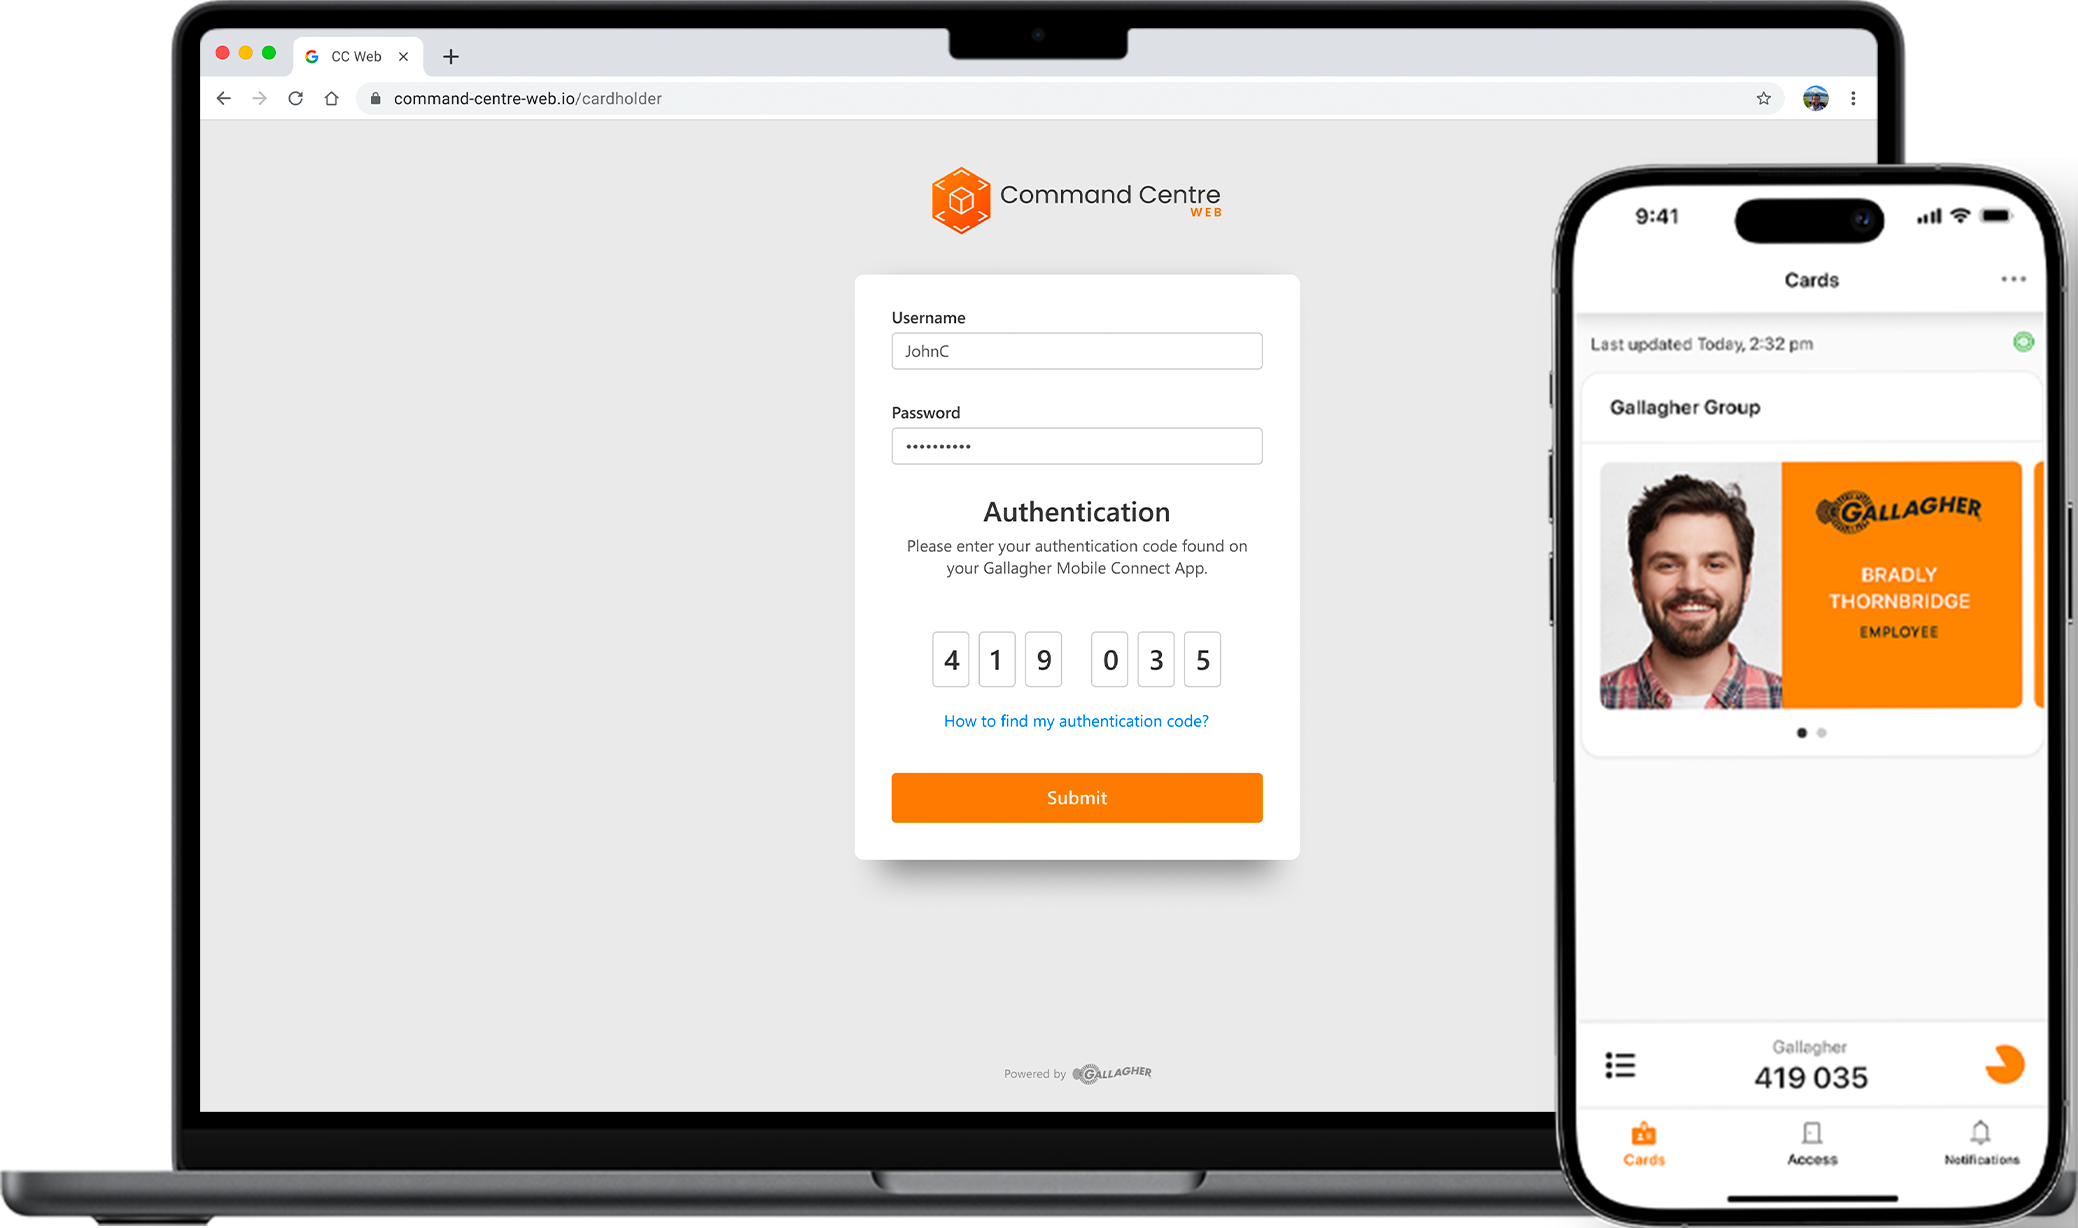 CC Web
command-centre-web.io/cardholder
Command Centre
WEB
Username
JohnC
Password
Authentication
Please enter your authentication code found on
your Gallagher Mobile Connect App.
4 1 9 0 3 5
How to find my authentication code?
Submit
Powered by GALLAGHER
9:41
Cards
Last updated Today, 2:32 pm
Gallagher Group
GALLAGHER
BRADLY
THORNBRIDGE
EMPLOYEE
Gallagher
419 035
Cards
Access
Notifications